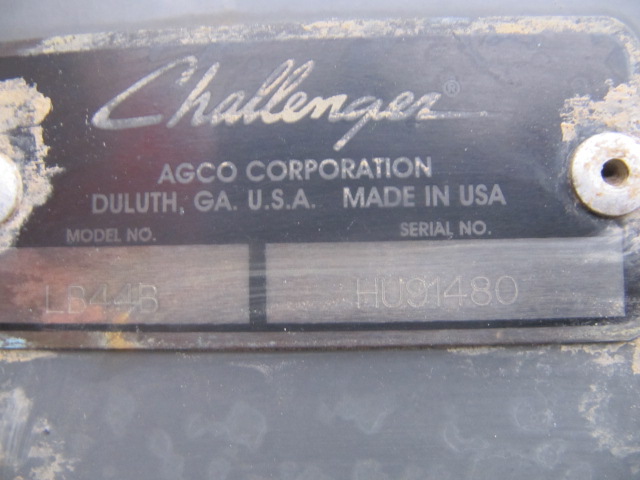 Challenger®
AGCO CORPORATION
DULUTH, GA. U.S.A. MADE IN USA
MODEL NO. SERIAL NO.
LB44B HU91480